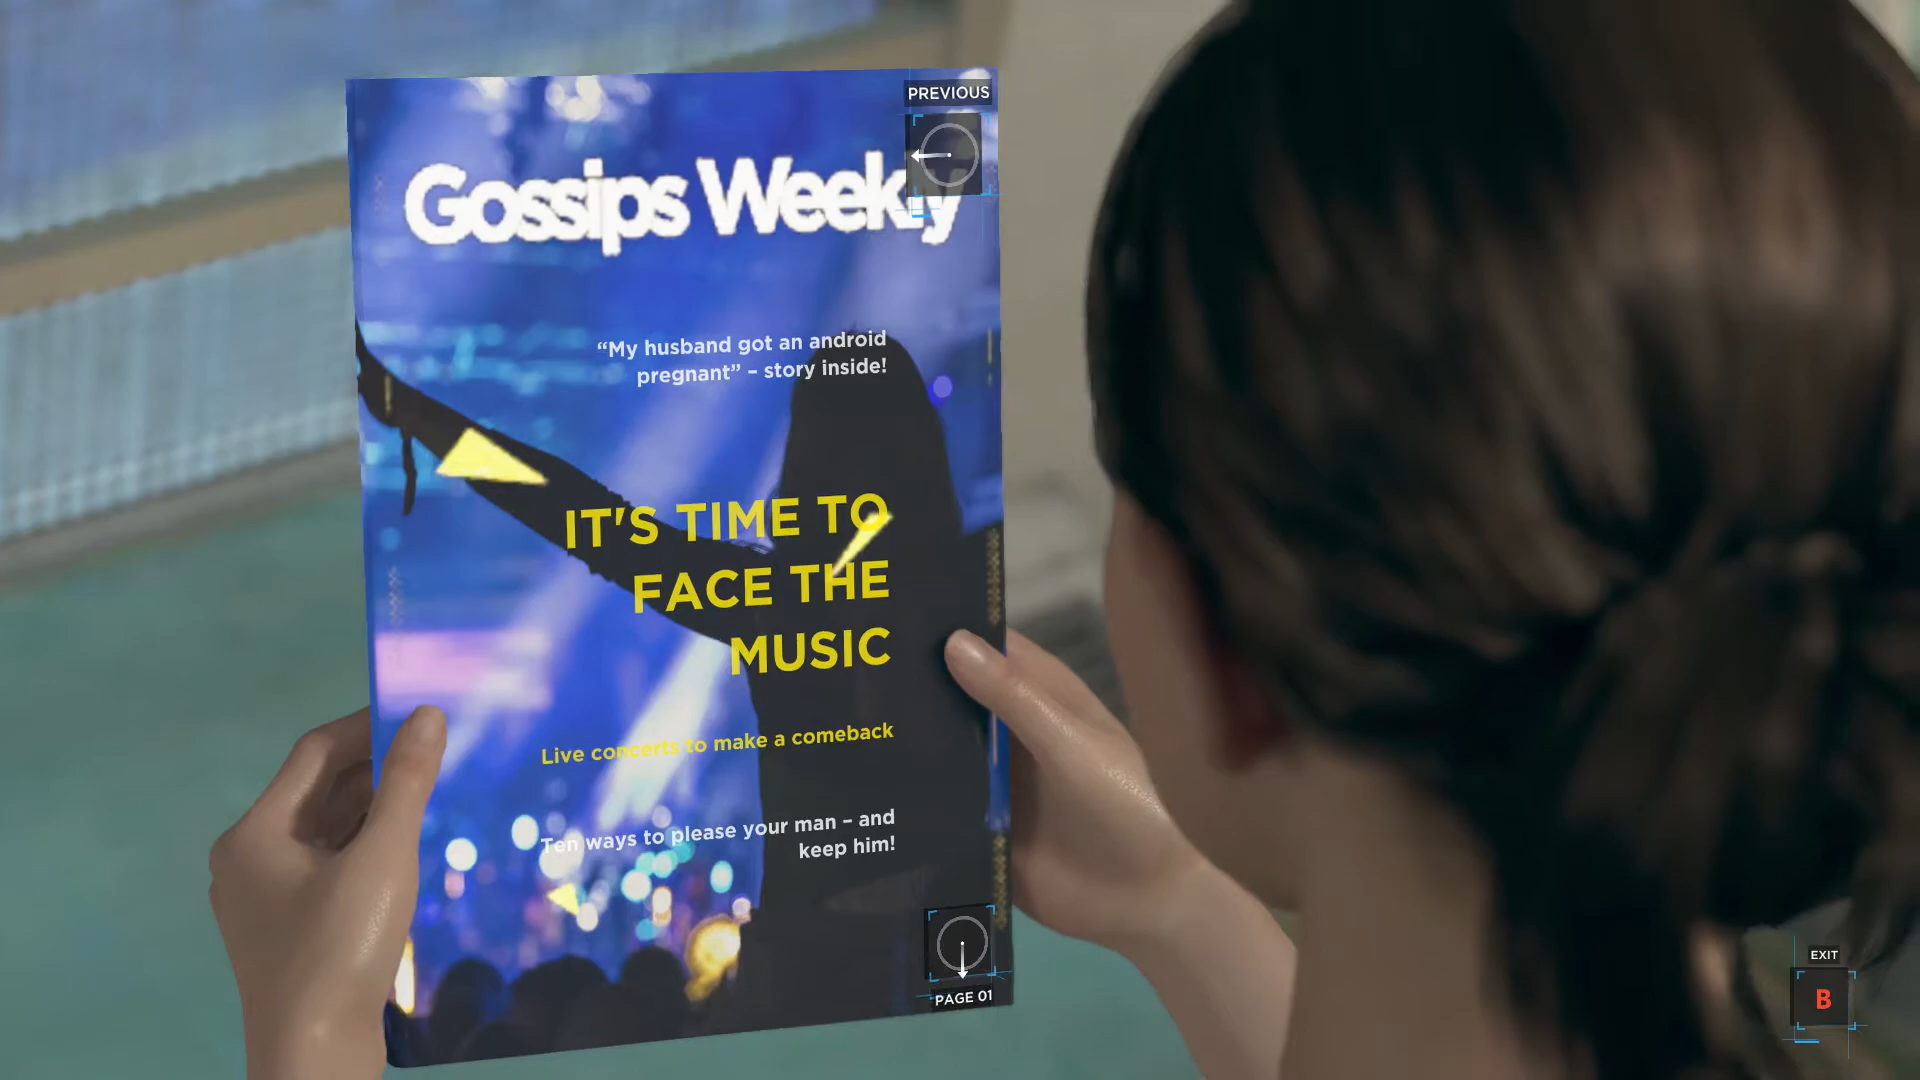 PREVIOUS
Gossips Weekly
“My husband got an android
pregnant” – story inside!
IT'S TIME TO
FACE THE
MUSIC
Live concerts to make a comeback
Ten ways to please your man – and
keep him!
PAGE 01
EXIT
B